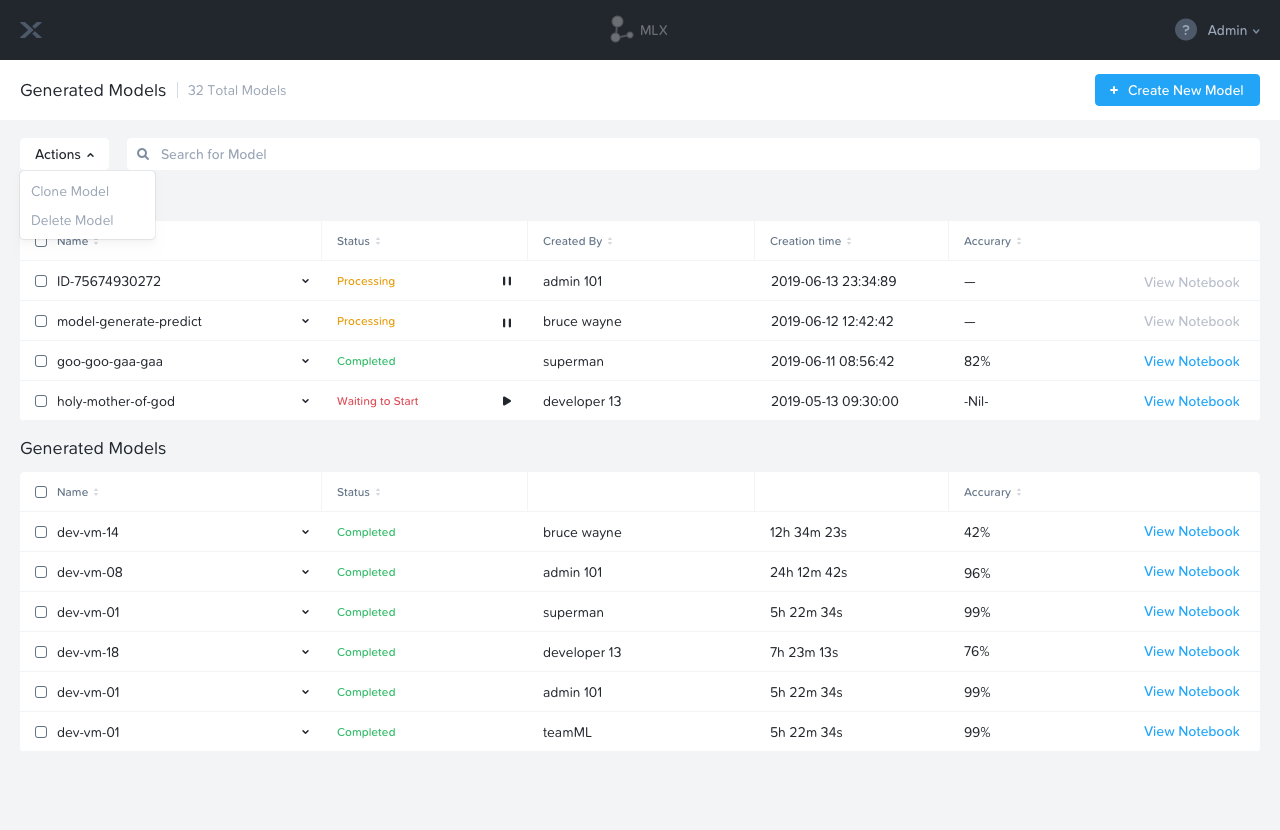 MLX
? Admin
Generated Models 32 Total Models
+ Create New Model
Actions
Search for Model
Clone Model
Delete Model
Name Status Created By Creation time Accurary
ID-75674930272 Processing admin 101 2019-06-13 23:34:89 — View Notebook
model-generate-predict Processing bruce wayne 2019-06-12 12:42:42 — View Notebook
goo-goo-gaa-gaa Completed superman 2019-06-11 08:56:42 82% View Notebook
holy-mother-of-god Waiting to Start developer 13 2019-05-13 09:30:00 -Nil- View Notebook
Generated Models
Name Status Accurary
dev-vm-14 Completed bruce wayne 12h 34m 23s 42% View Notebook
dev-vm-08 Completed admin 101 24h 12m 42s 96% View Notebook
dev-vm-01 Completed superman 5h 22m 34s 99% View Notebook
dev-vm-18 Completed developer 13 7h 23m 13s 76% View Notebook
dev-vm-01 Completed admin 101 5h 22m 34s 99% View Notebook
dev-vm-01 Completed teamML 5h 22m 34s 99% View Notebook